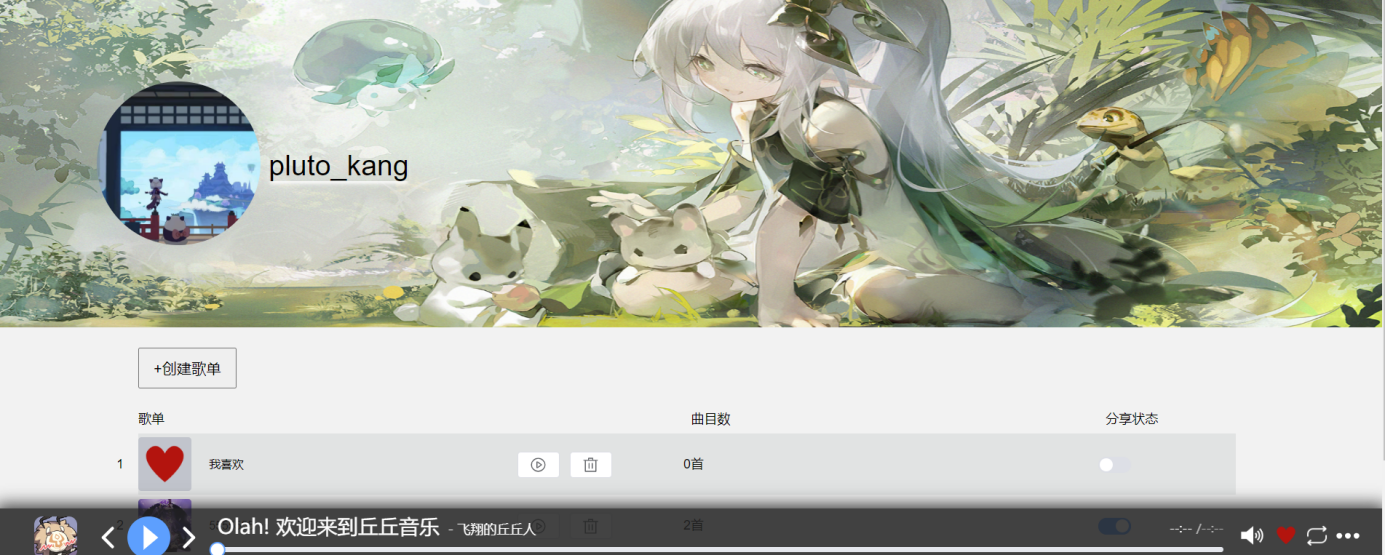 pluto_kang
+创建歌单
歌单 曲目数 分享状态
1 我喜欢 0首
2 5 2首
Olah! 欢迎来到丘丘音乐 - 飞翔的丘丘人
--:-- /--:--